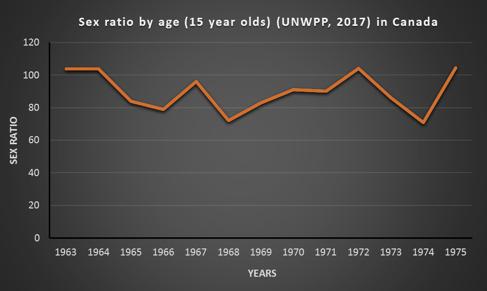 Sex ratio by age (15 year olds) (UNWPP, 2017) in Canada
120
100
80
60
40
20
0
SEX RATIO
1963 1964 1965 1966 1967 1968 1969 1970 1971 1972 1973 1974 1975
YEARS